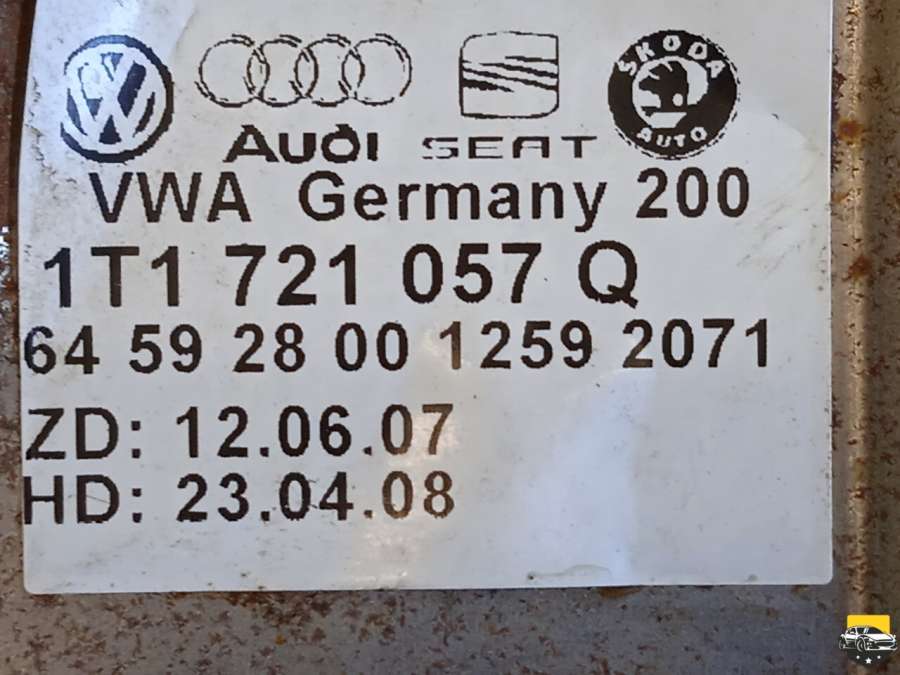 SKODA
AUTO
Audi SEAT
VWA Germany 200
1T1 721 057 Q
64 59 28 00 1259 2071
ZD: 12.06.07
HD: 23.04.08